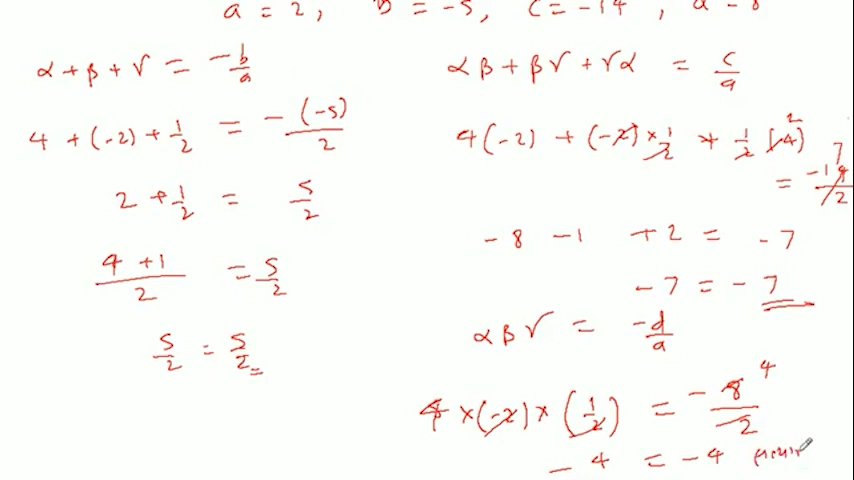 a = 2, b = -5, c = -14, d = 8
α + β + γ = -b/a
4 + (-2) + 1/2 = -(-5)/2
2 + 1/2 = 5/2
4 + 1/2 = 5/2
5/2 = 5/2
αβ + βγ + γα = c/a
4(-2) + (-2) × 1/2 + 1/2 (4) 2
= -14/2 7
-8 -1 +2 = -7
-7 = -7
αβγ = -d/a
4 × (-2) × (1/2) = -8/2 4
-4 = -4